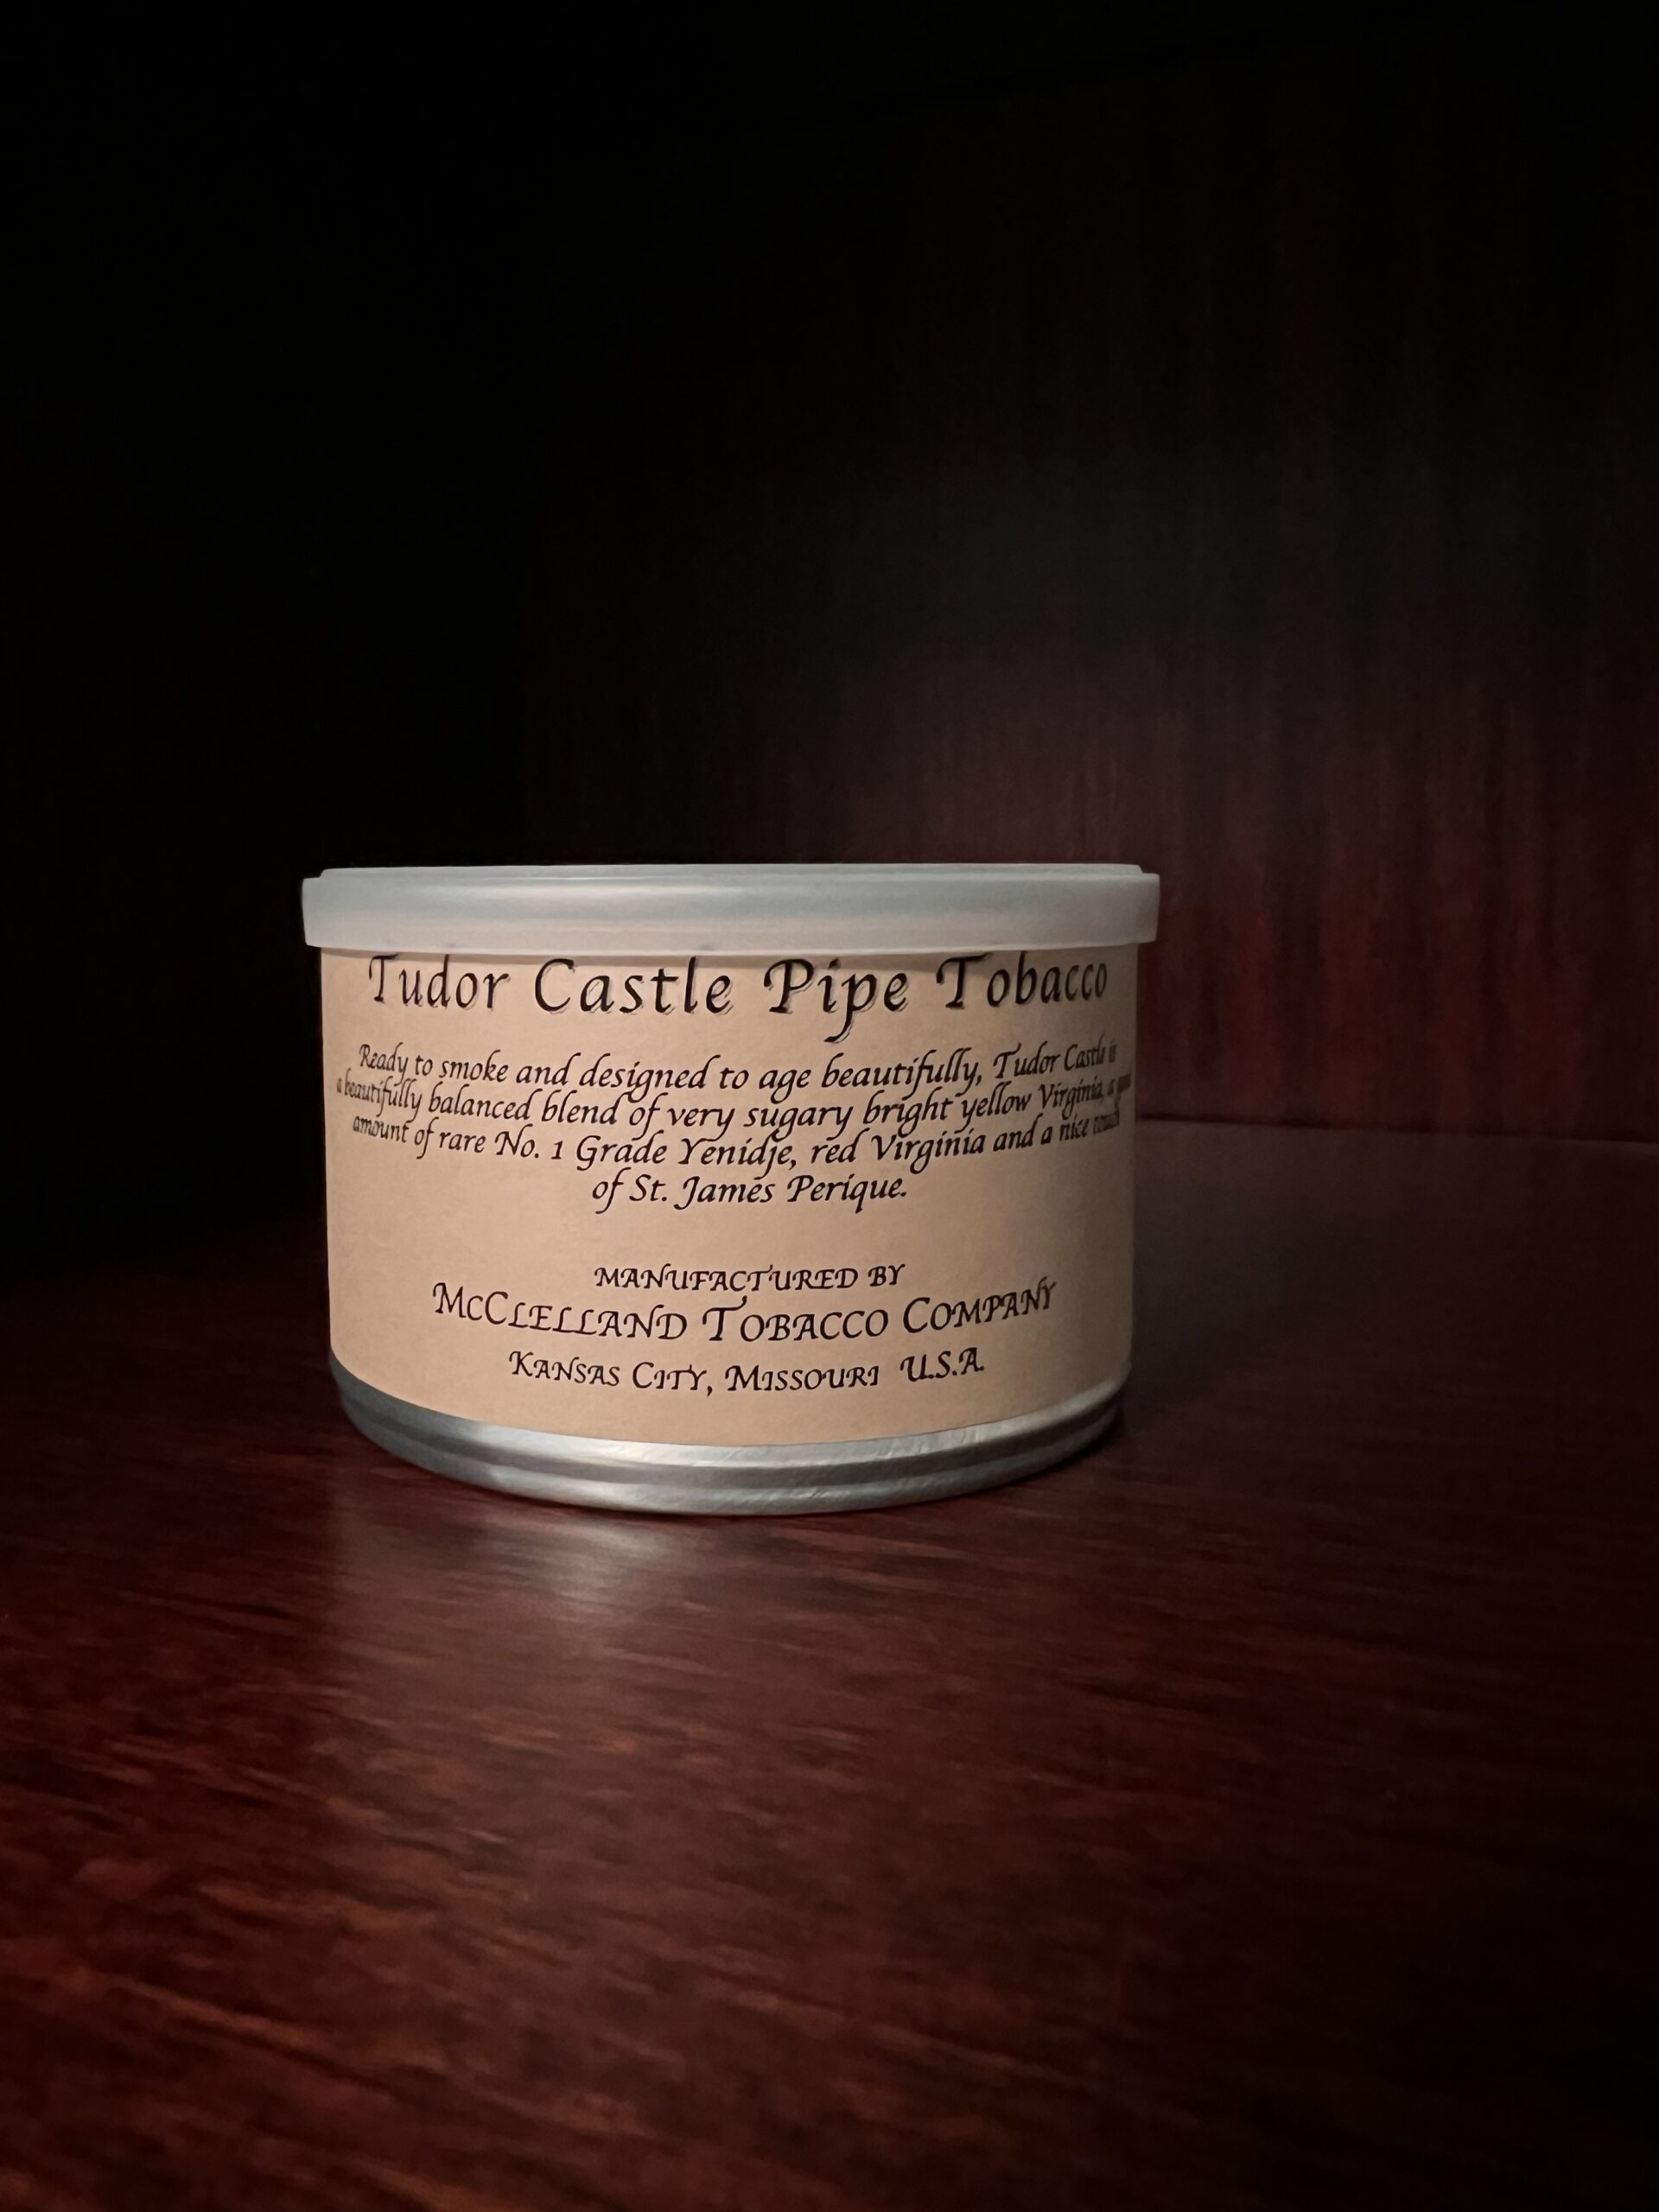 Tudor Castle Pipe Tobacco
Ready to smoke and designed to age beautifully, Tudor Castle is
a beautifully balanced blend of very sugary bright yellow Virginia, a
amount of rare No. 1 Grade Yenidje, red Virginia and a nice touch
of St. James Perique.
MANUFACTURED BY
MCCLELLAND TOBACCO COMPANY
KANSAS CITY, MISSOURI U.S.A.